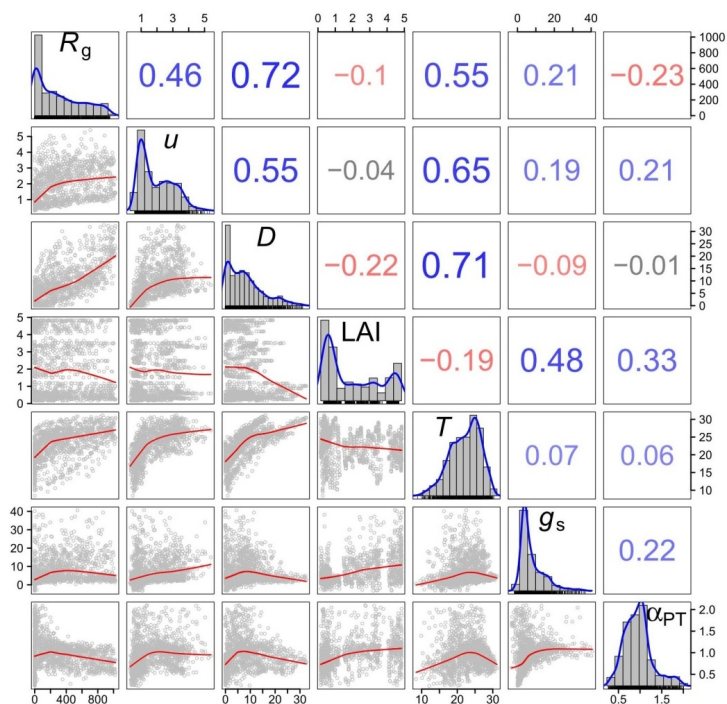 1 3 5 0 1 2 3 4 5 0 20 40
R_g 0.46 0.72 −0.1 0.55 0.21 −0.23 0 200 400 600 800 1000
1 2 3 4 5 u 0.55 −0.04 0.65 0.19 0.21
D −0.22 0.71 −0.09 −0.01 0 5 10 15 20 25 30
0 1 2 3 4 5 LAI −0.19 0.48 0.33
T 0.07 0.06 10 15 20 25 30
0 10 20 30 40 g_s 0.22
α_PT 0.5 1.0 1.5 2.0
0 400 800 0 10 20 30 10 20 30 0.5 1.5